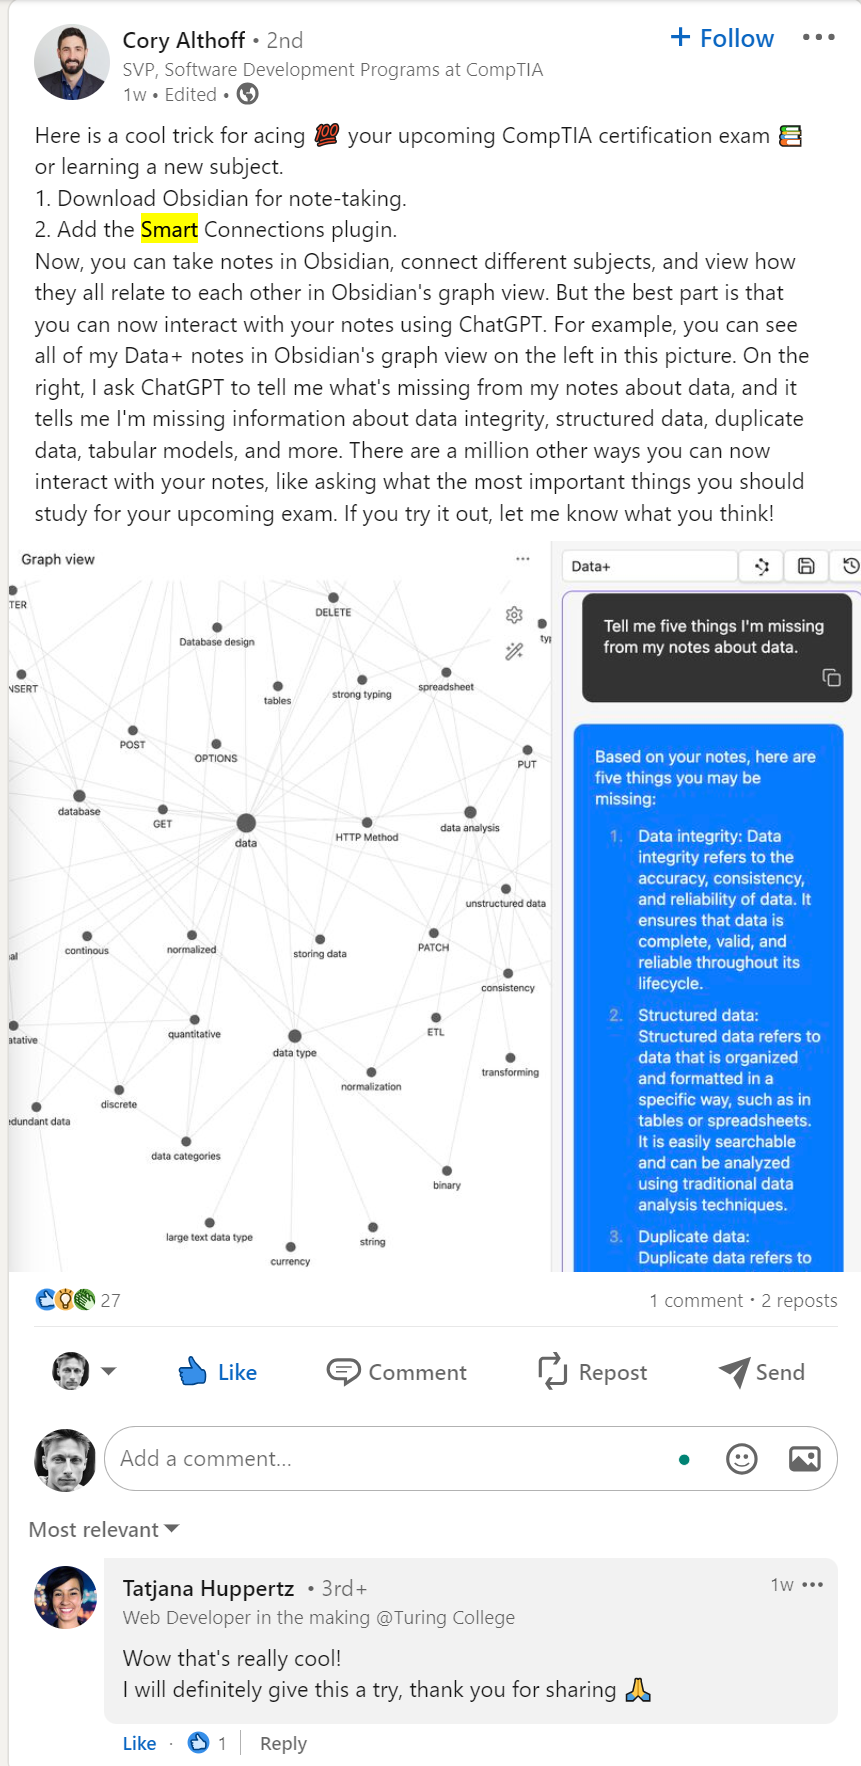 Cory Althoff • 2nd
+ Follow
SVP, Software Development Programs at CompTIA
1w • Edited •
Here is a cool trick for acing 💯 your upcoming CompTIA certification exam 📚
or learning a new subject.
1. Download Obsidian for note-taking.
2. Add the Smart Connections plugin.
Now, you can take notes in Obsidian, connect different subjects, and view how
they all relate to each other in Obsidian's graph view. But the best part is that
you can now interact with your notes using ChatGPT. For example, you can see
all of my Data+ notes in Obsidian's graph view on the left in this picture. On the
right, I ask ChatGPT to tell me what's missing from my notes about data, and it
tells me I'm missing information about data integrity, structured data, duplicate
data, tabular models, and more. There are a million other ways you can now
interact with your notes, like asking what the most important things you should
study for your upcoming exam. If you try it out, let me know what you think!
Graph view
TER
DELETE
Database design
typ
NSERT
tables
strong typing
spreadsheet
POST
OPTIONS
PUT
database
GET
data
HTTP Method
data analysis
unstructured data
al
continous
normalized
storing data
PATCH
consistency
atative
quantitative
data type
ETL
normalization
transforming
discrete
edundant data
data categories
binary
large text data type
string
currency
Data+
Tell me five things I'm missing
from my notes about data.
Based on your notes, here are
five things you may be
missing:
1. Data integrity: Data
integrity refers to the
accuracy, consistency,
and reliability of data. It
ensures that data is
complete, valid, and
reliable throughout its
lifecycle.
2. Structured data:
Structured data refers to
data that is organized
and formatted in a
specific way, such as in
tables or spreadsheets.
It is easily searchable
and can be analyzed
using traditional data
analysis techniques.
3. Duplicate data:
Duplicate data refers to
27
1 comment • 2 reposts
Like
Comment
Repost
Send
Add a comment...
Most relevant
Tatjana Huppertz • 3rd+
1w
Web Developer in the making @Turing College
Wow that's really cool!
I will definitely give this a try, thank you for sharing 🙏
Like · 1 | Reply